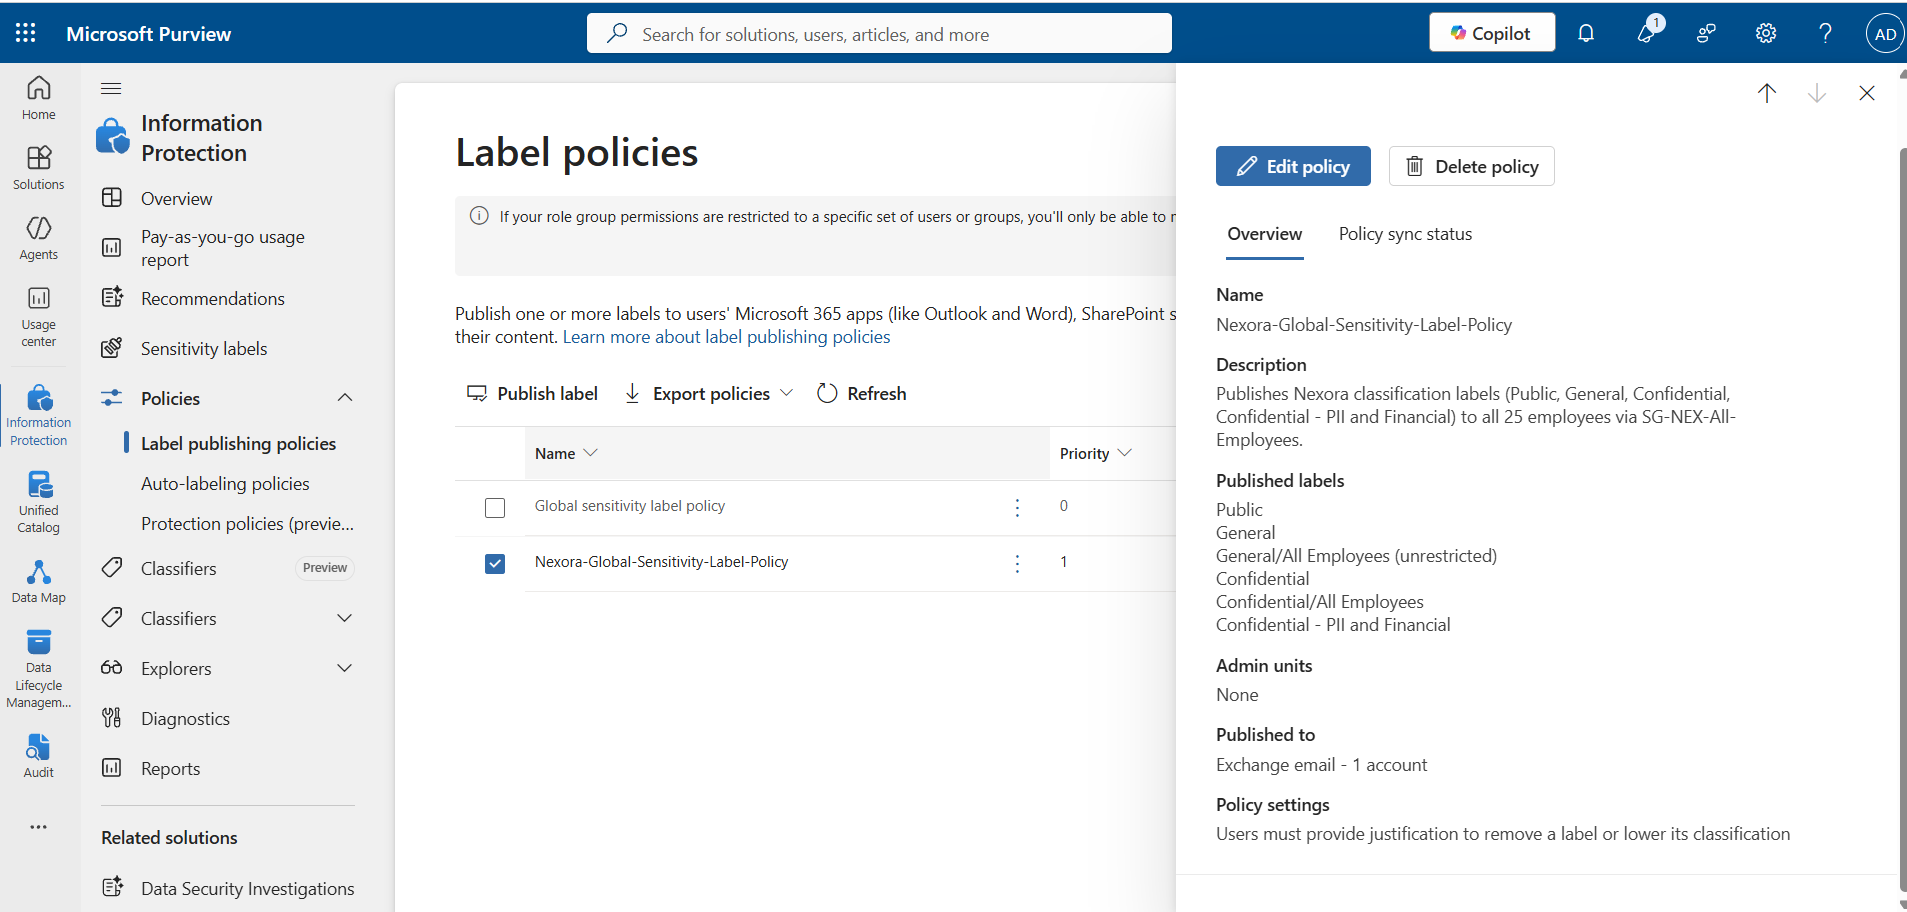 Microsoft Purview
Search for solutions, users, articles, and more
Copilot
1
AD
Home
Solutions
Agents
Usage
center
Information
Protection
Unified
Catalog
Data Map
Data
Lifecycle
Managem...
Audit
Information
Protection
Overview
Pay-as-you-go usage
report
Recommendations
Sensitivity labels
Policies
Label publishing policies
Auto-labeling policies
Protection policies (previe...
Classifiers
Preview
Classifiers
Explorers
Diagnostics
Reports
Related solutions
Data Security Investigations
Label policies
If your role group permissions are restricted to a specific set of users or groups, you'll only be able to
Publish one or more labels to users' Microsoft 365 apps (like Outlook and Word), SharePoint s
their content. Learn more about label publishing policies
Publish label
Export policies
Refresh
Name
Priority
Global sensitivity label policy
0
Nexora-Global-Sensitivity-Label-Policy
1
Edit policy
Delete policy
Overview
Policy sync status
Name
Nexora-Global-Sensitivity-Label-Policy
Description
Publishes Nexora classification labels (Public, General, Confidential,
Confidential - PII and Financial) to all 25 employees via SG-NEX-All-
Employees.
Published labels
Public
General
General/All Employees (unrestricted)
Confidential
Confidential/All Employees
Confidential - PII and Financial
Admin units
None
Published to
Exchange email - 1 account
Policy settings
Users must provide justification to remove a label or lower its classification